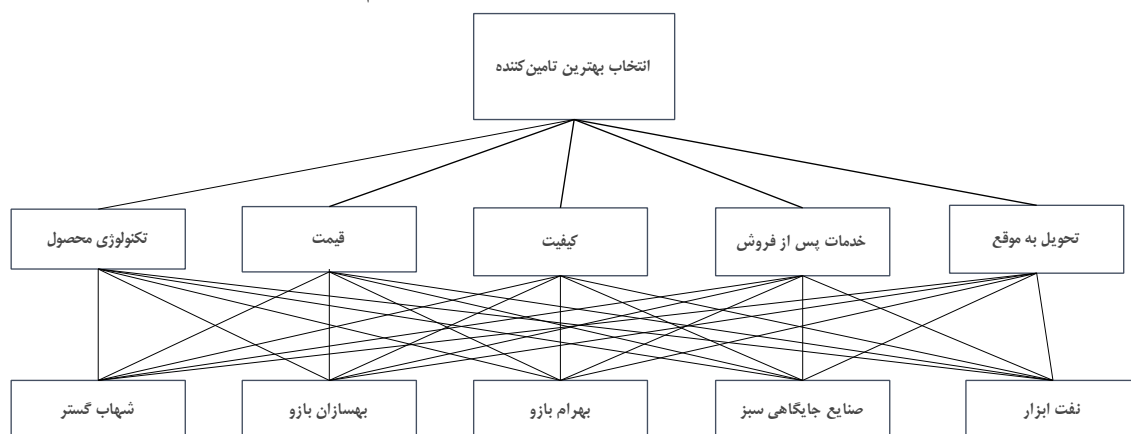 انتخاب بهترین تامین‌کننده
تحویل به موقع
خدمات پس از فروش
کیفیت
قیمت
تکنولوژی محصول
نفت ابزار
صنایع جایگاهی سبز
بهرام بازو
بهسازان بازو
شهاب گستر